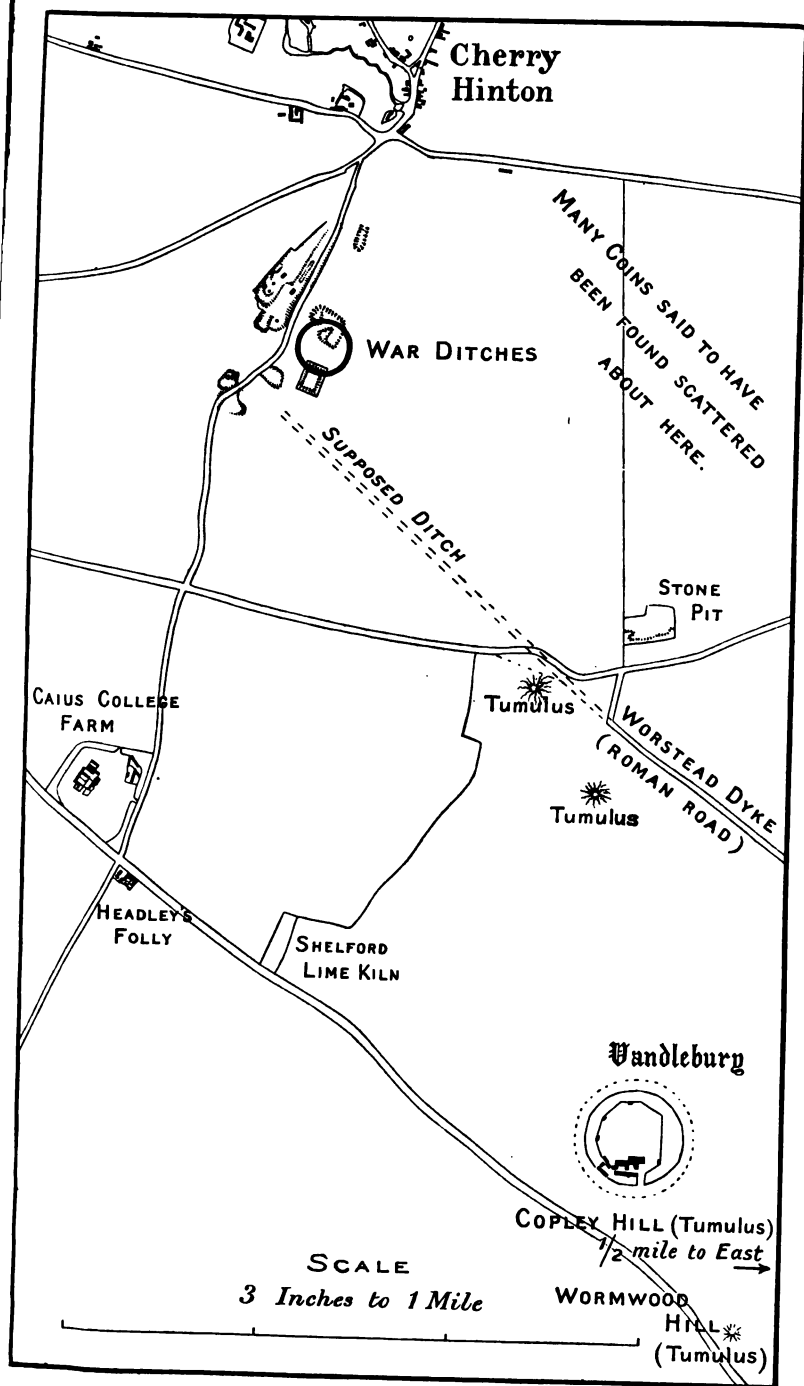 Cherry
Hinton
MANY COINS SAID TO HAVE
BEEN FOUND SCATTERED
ABOUT HERE.
WAR DITCHES
SUPPOSED DITCH
STONE
PIT
CAIUS COLLEGE
FARM
Tumulus
WORSTEAD DYKE
(ROMAN ROAD)
Tumulus
HEADLEY'S
FOLLY
SHELFORD
LIME KILN
Vandlebury
COPLEY HILL (Tumulus)
1/2 mile to East
SCALE
3 Inches to 1 Mile
WORMWOOD
HILL
(Tumulus)